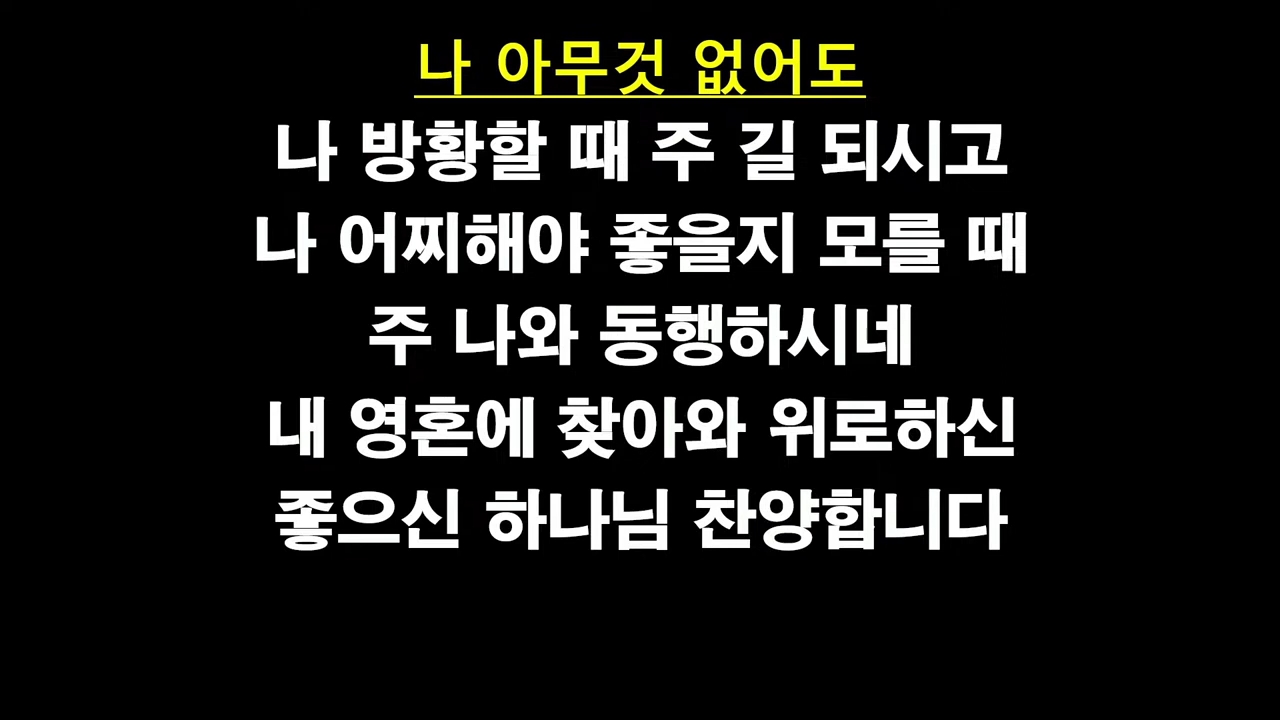 나 아무것 없어도
나 방황할 때 주 길 되시고
나 어찌해야 좋을지 모를 때
주 나와 동행하시네
내 영혼에 찾아와 위로하신
좋으신 하나님 찬양합니다